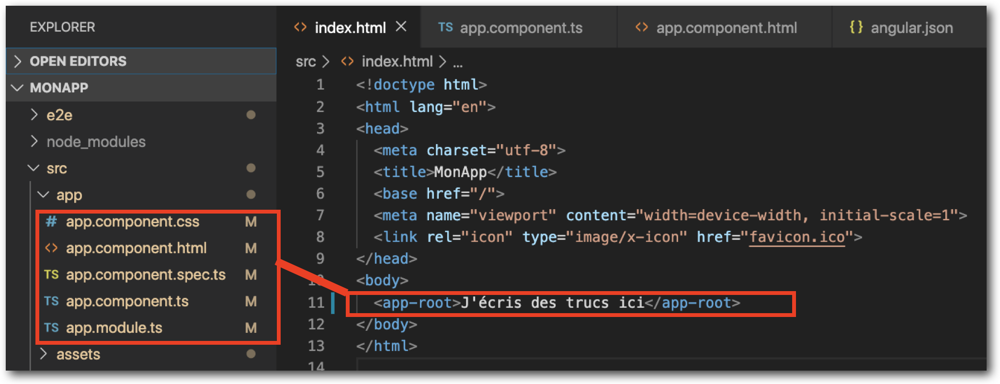 EXPLORER
OPEN EDITORS
MONAPP
e2e
node_modules
src
app
# app.component.css M
<> app.component.html M
TS app.component.spec.ts M
TS app.component.ts M
TS app.module.ts M
assets
<> index.html × TS app.component.ts <> app.component.html {} angular.json
src > <> index.html > ...
1 <!doctype html>
2 <html lang="en">
3 <head>
4 <meta charset="utf-8">
5 <title>MonApp</title>
6 <base href="/">
7 <meta name="viewport" content="width=device-width, initial-scale=1">
8 <link rel="icon" type="image/x-icon" href="favicon.ico">
9 </head>
10 <body>
11 <app-root>J'écris des trucs ici</app-root>
12 </body>
13 </html>
14